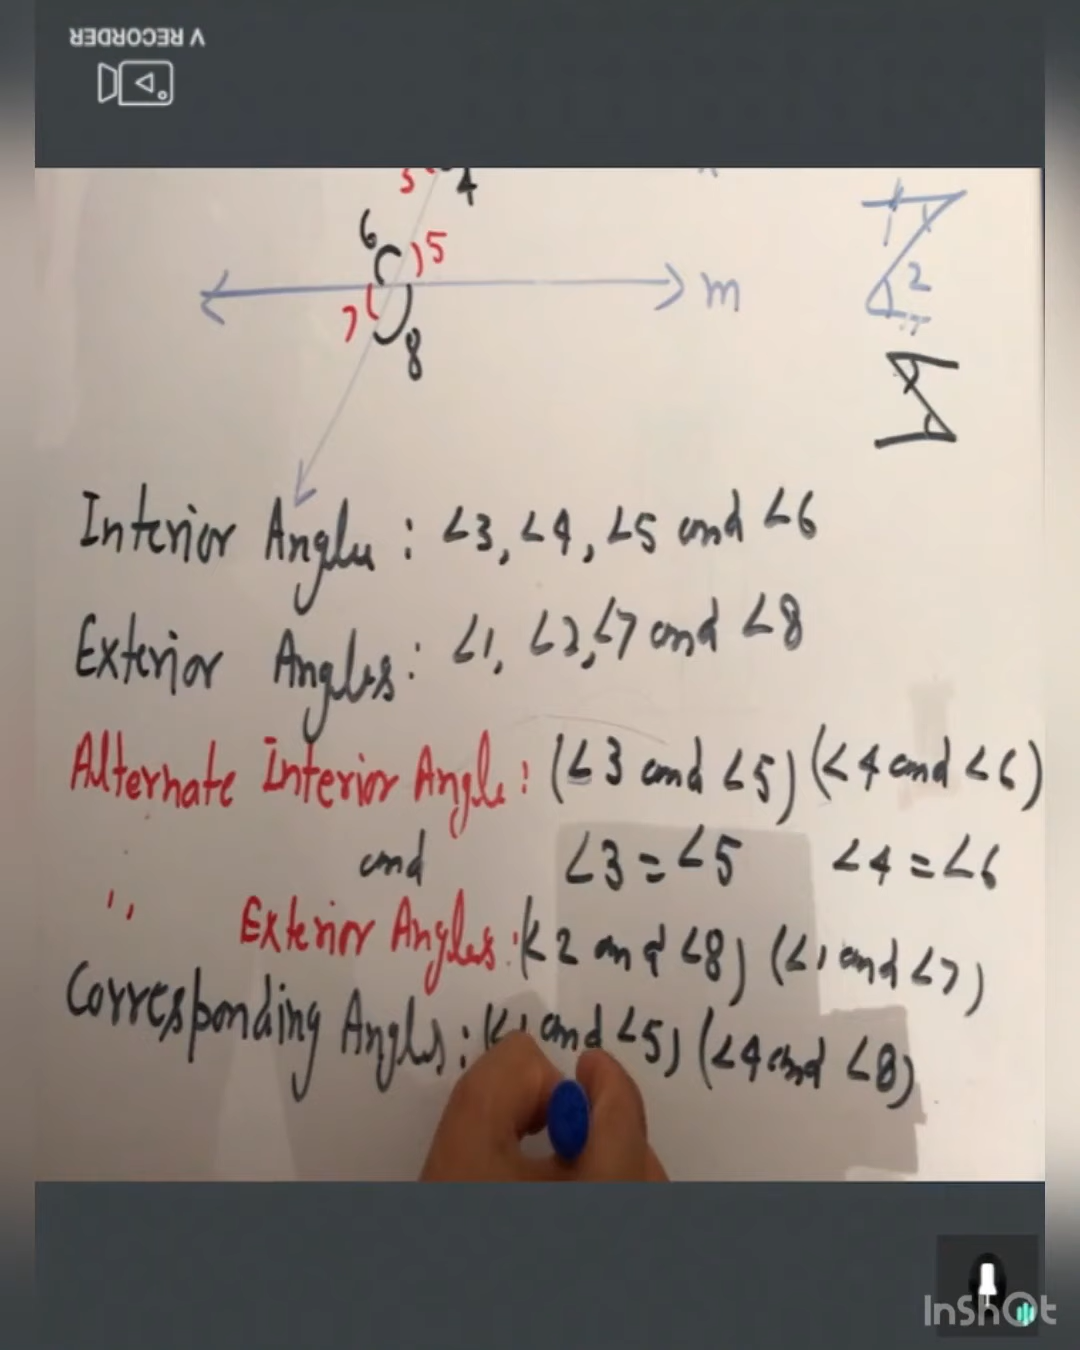 V RECORDER
3 4
6 5
m
7
8
2
Interior Angles : ∠3, ∠4, ∠5 and ∠6
Exterior Angles : ∠1, ∠2, ∠7 and ∠8
Alternate Interior Angle : (∠3 and ∠5) (∠4 and ∠6)
and ∠3 = ∠5 ∠4 = ∠6
,, Exterior Angles : (∠2 and ∠8) (∠1 and ∠7)
Corresponding Angles : (∠1 and ∠5) (∠4 and ∠8)
InShOt